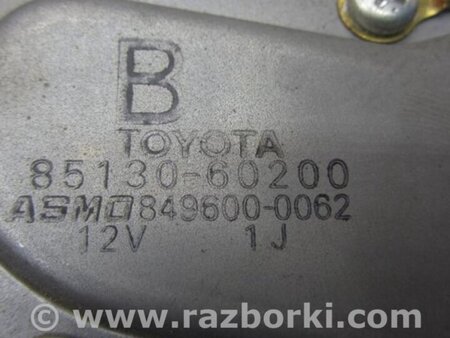 B
TOYOTA
85130-60200
ASMO 849600-0062
12V 1J
www.razborki.com